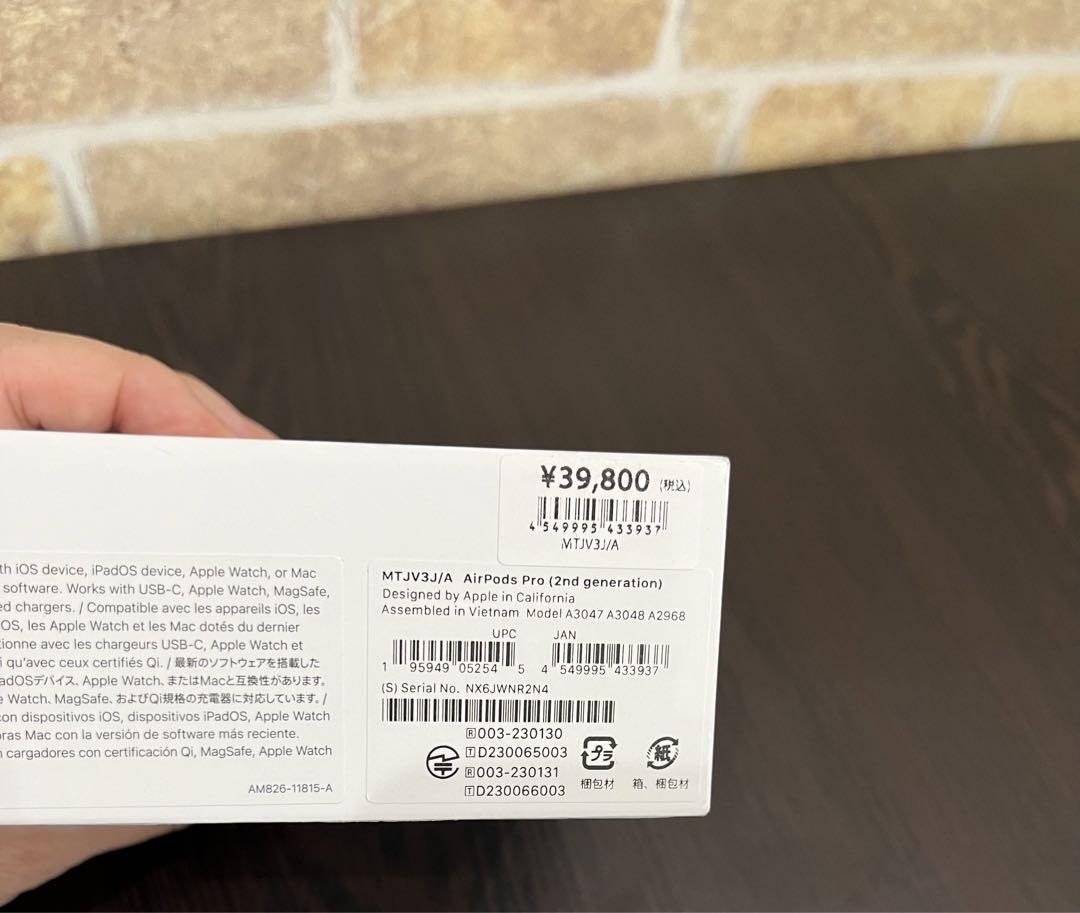 ¥39,800 (税込)
4 549995 433937
MTJV3J/A
th iOS device, iPadOS device, Apple Watch, or Mac
software. Works with USB-C, Apple Watch, MagSafe,
ed chargers. / Compatible avec les appareils iOS, les
OS, les Apple Watch et les Mac dotés du dernier
tionne avec les chargeurs USB-C, Apple Watch et
i qu'avec ceux certifiés Qi. / 最新のソフトウェアを搭載した
adOSデバイス、Apple Watch、またはMacと互換性があります。
e Watch、MagSafe、およびQi規格の充電器に対応しています。/
con dispositivos iOS, dispositivos iPadOS, Apple Watch
ras Mac con la versión de software más reciente.
n cargadores con certificación Qi, MagSafe, Apple Watch
AM826-11815-A
MTJV3J/A AirPods Pro (2nd generation)
Designed by Apple in California
Assembled in Vietnam Model A3047 A3048 A2968
UPC JAN
1 95949 05254 5 4 549995 433937
(S) Serial No. NX6JWNR2N4
R 003-230130
T D230065003
R 003-231131
T D230066003
プラ
梱包材
紙
箱、梱包材